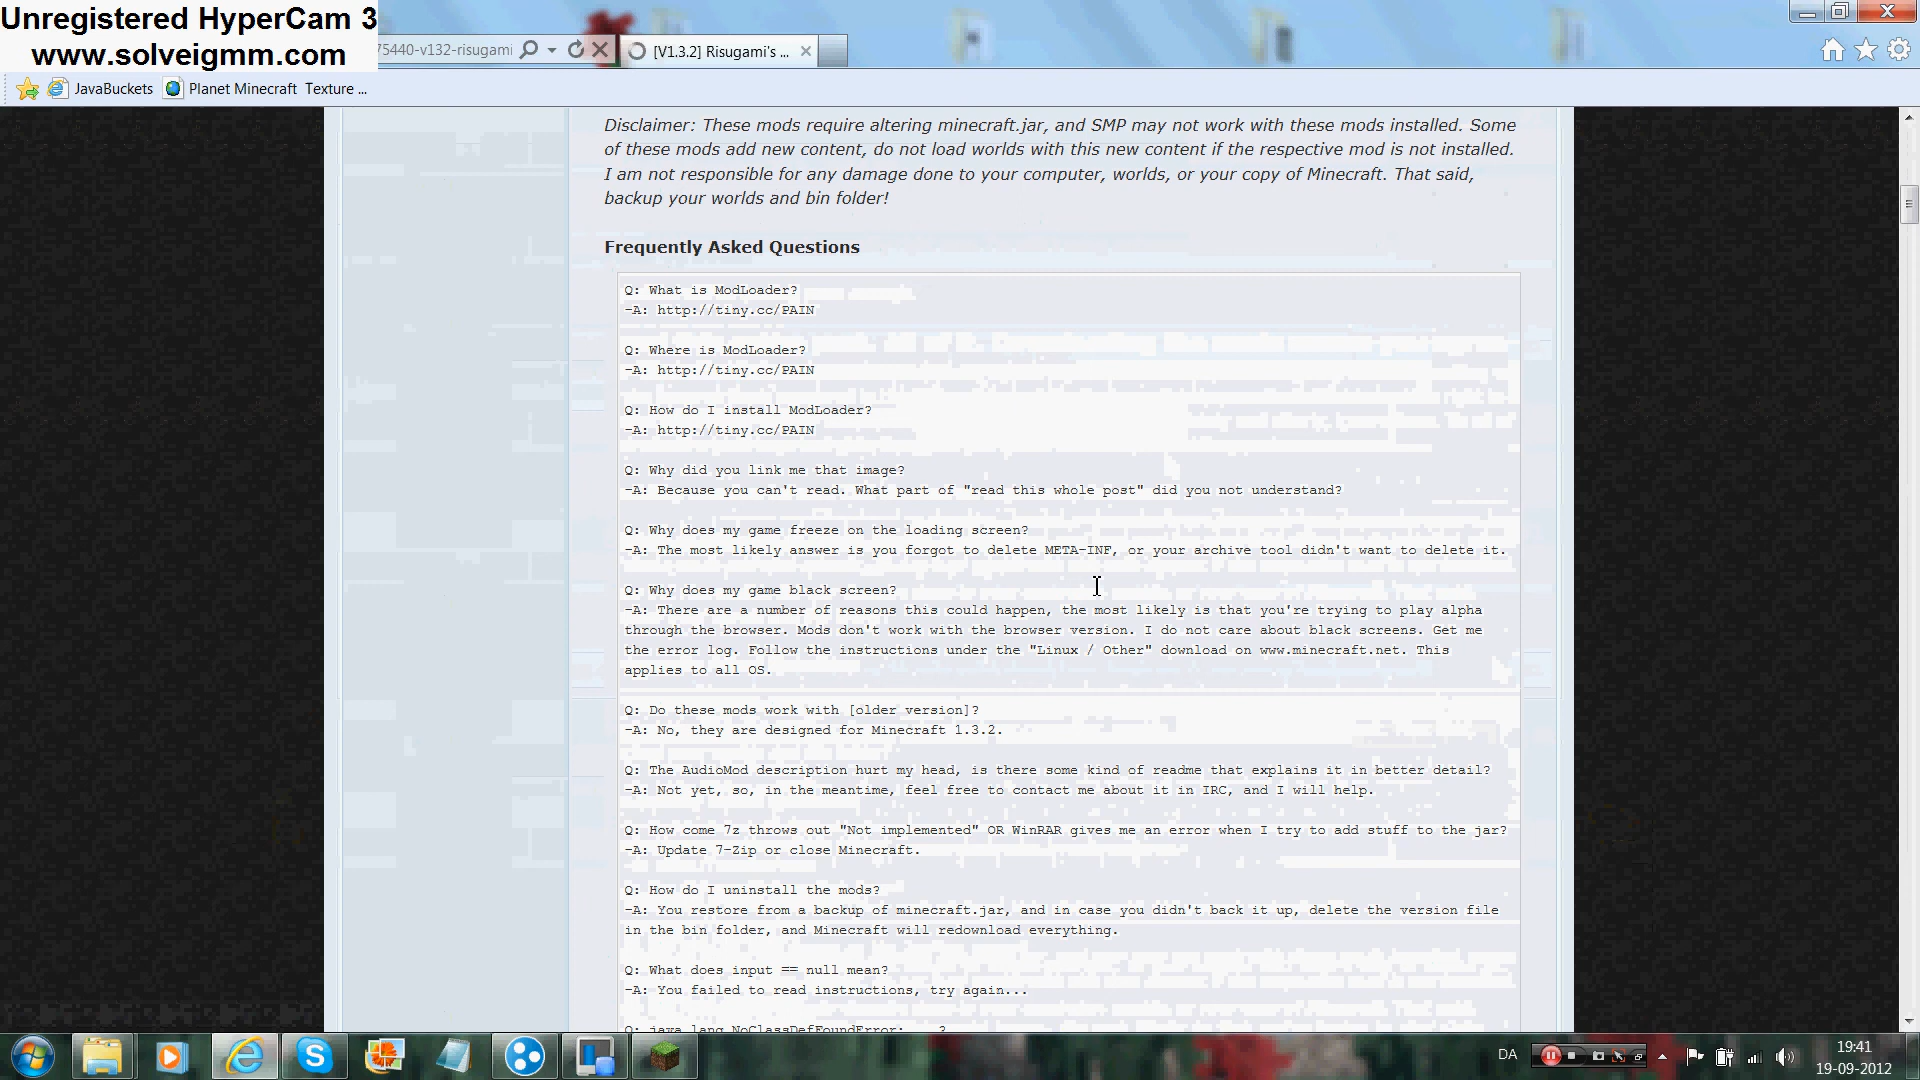 Unregistered HyperCam 3
www.solveigmm.com
75440-v132-risugami
[V1.3.2] Risugami's ...
JavaBuckets
Planet Minecraft Texture ...
Disclaimer: These mods require altering minecraft.jar, and SMP may not work with these mods installed. Some
of these mods add new content, do not load worlds with this new content if the respective mod is not installed.
I am not responsible for any damage done to your computer, worlds, or your copy of Minecraft. That said,
backup your worlds and bin folder!
Frequently Asked Questions
Q: What is ModLoader?
-A: http://tiny.cc/PAIN
Q: Where is ModLoader?
-A: http://tiny.cc/PAIN
Q: How do I install ModLoader?
-A: http://tiny.cc/PAIN
Q: Why did you link me that image?
-A: Because you can't read. What part of "read this whole post" did you not understand?
Q: Why does my game freeze on the loading screen?
-A: The most likely answer is you forgot to delete META-INF, or your archive tool didn't want to delete it.
Q: Why does my game black screen?
-A: There are a number of reasons this could happen, the most likely is that you're trying to play alpha
through the browser. Mods don't work with the browser version. I do not care about black screens. Get me
the error log. Follow the instructions under the "Linux / Other" download on www.minecraft.net. This
applies to all OS.
Q: Do these mods work with [older version]?
-A: No, they are designed for Minecraft 1.3.2.
Q: The AudioMod description hurt my head, is there some kind of readme that explains it in better detail?
-A: Not yet, so, in the meantime, feel free to contact me about it in IRC, and I will help.
Q: How come 7z throws out "Not implemented" OR WinRAR gives me an error when I try to add stuff to the jar?
-A: Update 7-Zip or close Minecraft.
Q: How do I uninstall the mods?
-A: You restore from a backup of minecraft.jar, and in case you didn't back it up, delete the version file
in the bin folder, and Minecraft will redownload everything.
Q: What does input == null mean?
-A: You failed to read instructions, try again...
Q: java.lang.NoClassDefFoundError: ___?
DA
19:41
19-09-2012